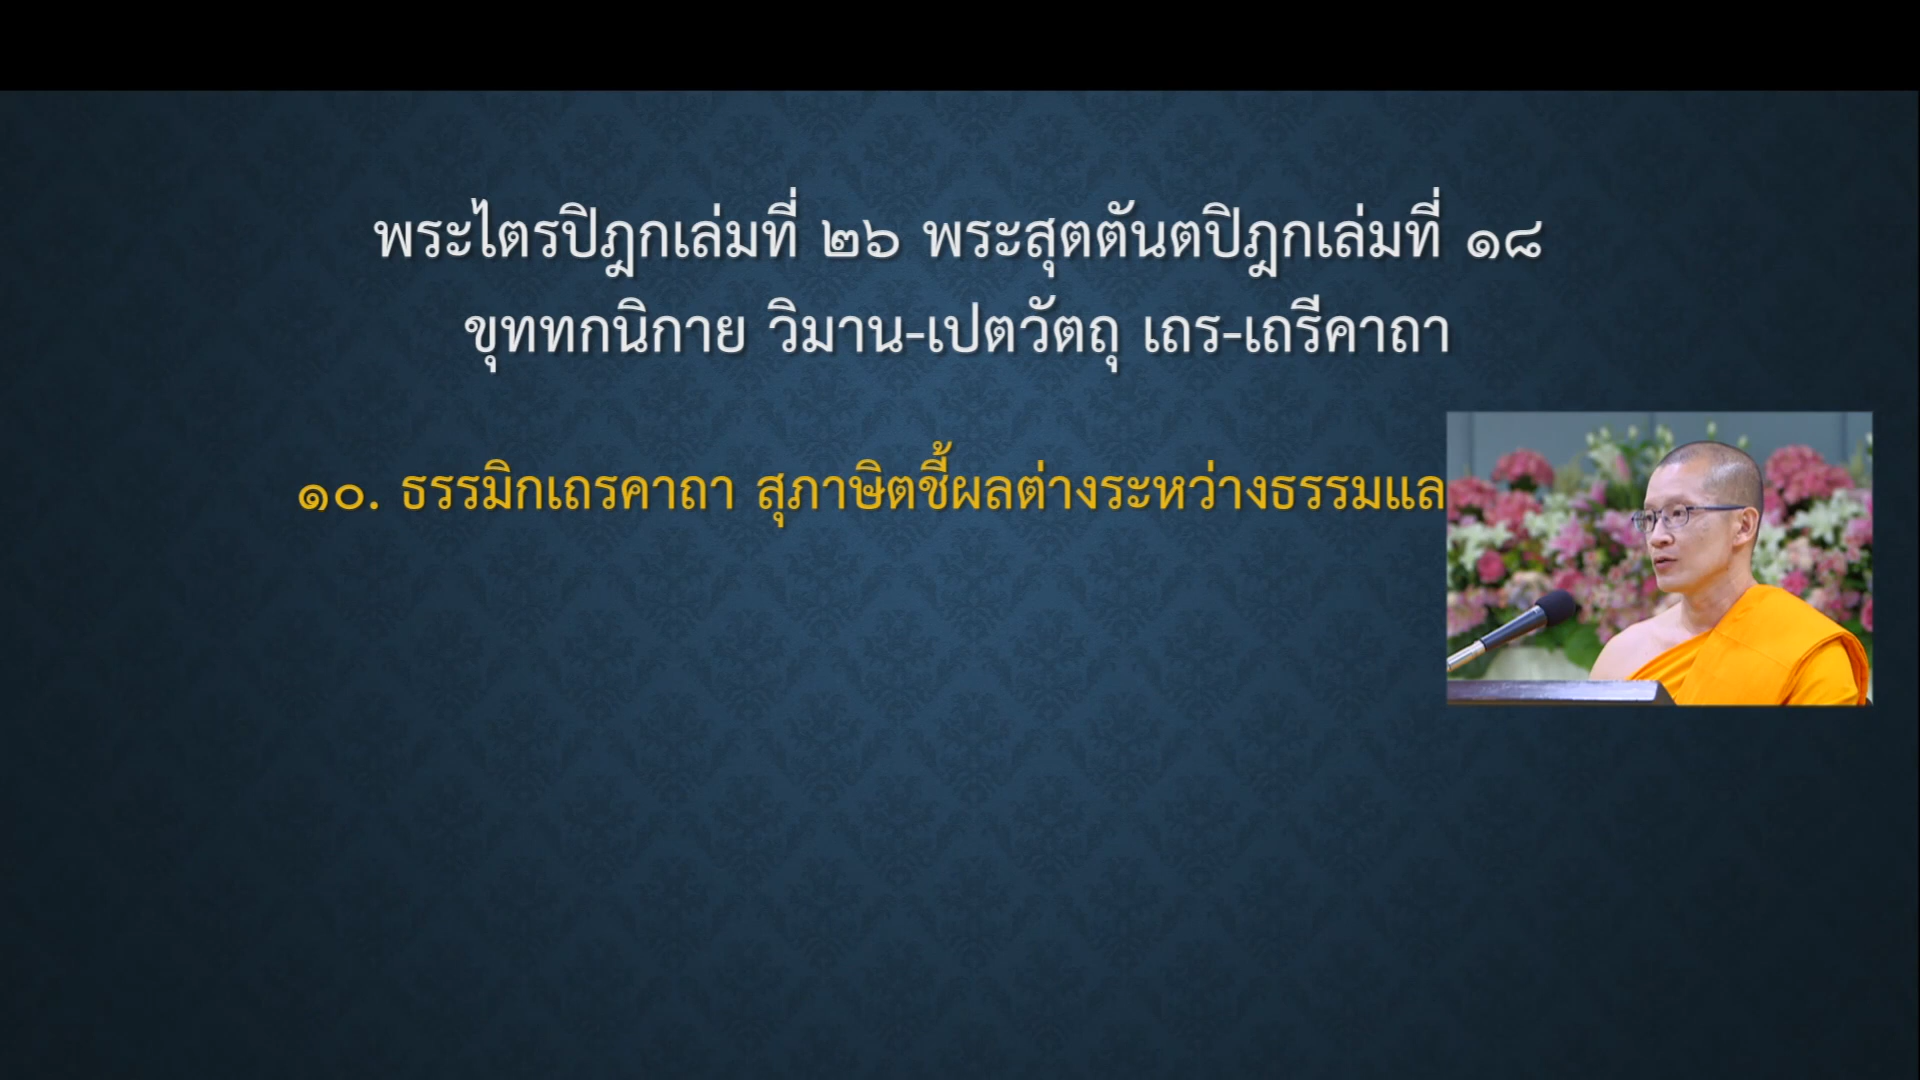 พระไตรปิฎกเล่มที่ ๒๖ พระสุตตันตปิฎกเล่มที่ ๑๘
ขุททกนิกาย วิมาน-เปตวัตถุ เถร-เถรีคาถา
๑๐. ธรรมิกเถรคาถา สุภาษิตชี้ผลต่างระหว่างธรรมแล